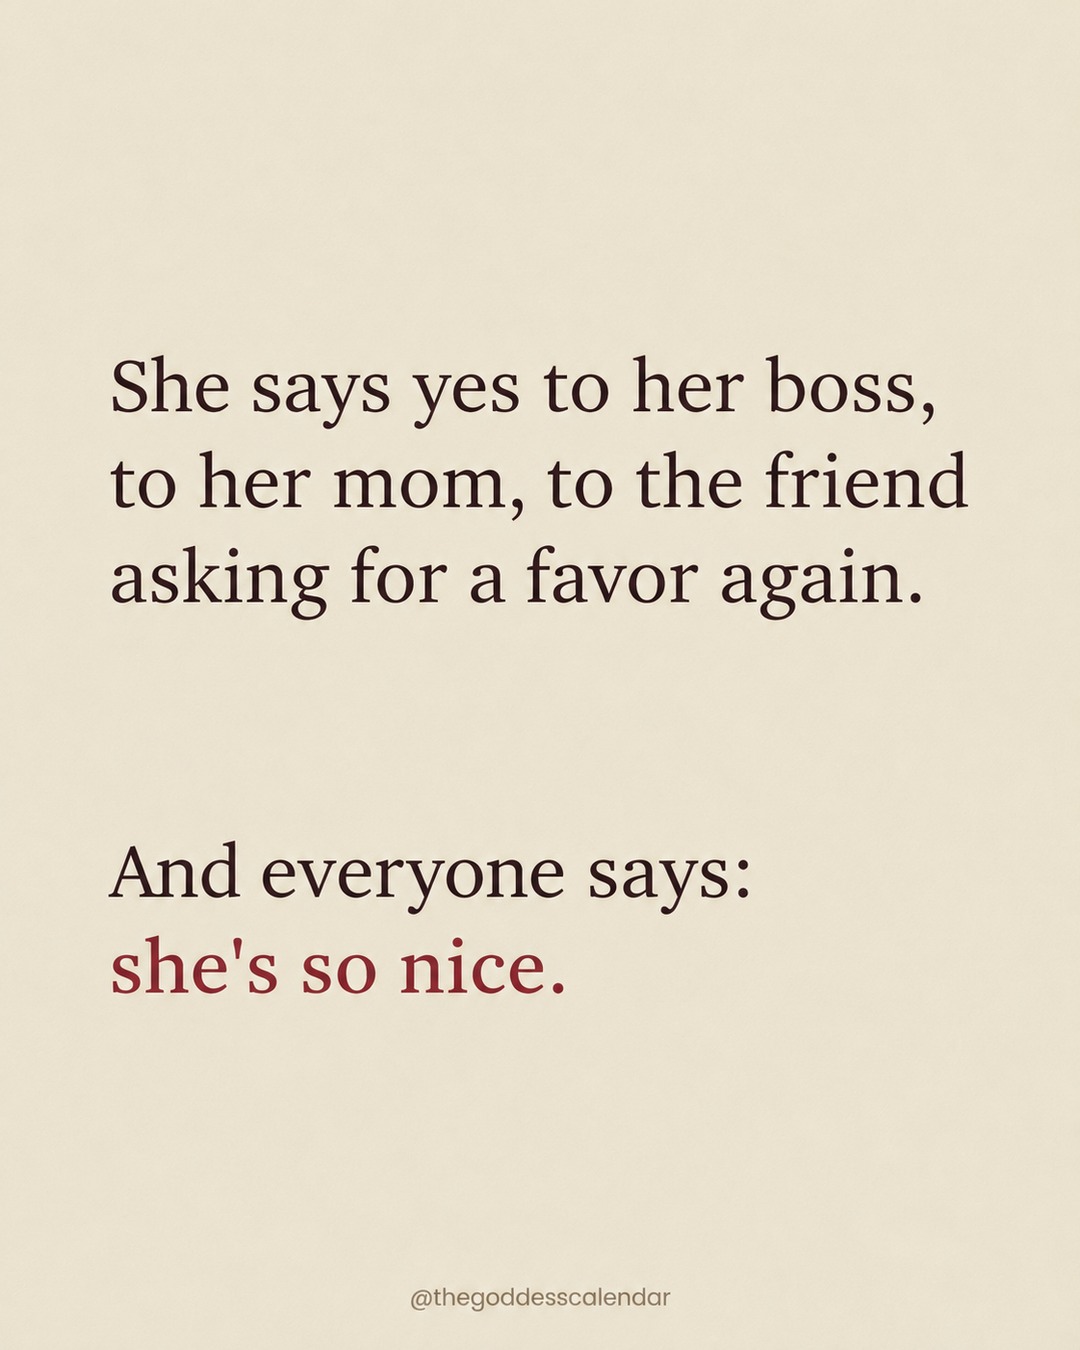 She says yes to her boss,
to her mom, to the friend
asking for a favor again.
And everyone says:
she's so nice.
@thegoddesscalendar